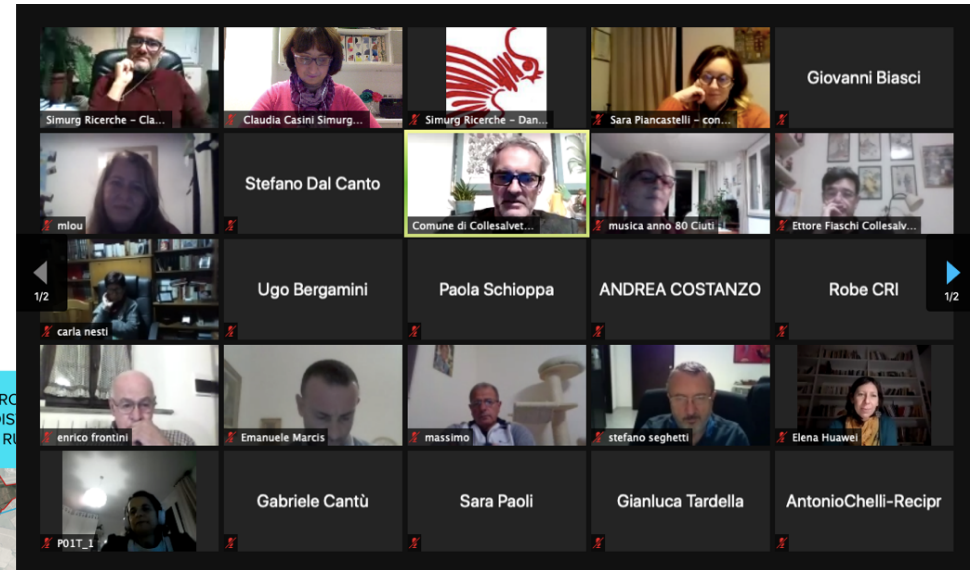 Simurg Ricerche – Cla...
Claudia Casini Simurg...
Simurg Ricerche – Dan...
Sara Piancastelli – con...
Giovanni Biasci
mlou
Stefano Dal Canto
Comune di Collesalvet...
musica anno 80 Ciuti
Ettore Fiaschi Collesalv...
1/2
carla nesti
Ugo Bergamini
Paola Schioppa
ANDREA COSTANZO
Robe CRI
1/2
RO
DIS
RU
enrico frontini
Emanuele Marcis
massimo
stefano seghetti
Elena Huawei
P01T_1
Gabriele Cantù
Sara Paoli
Gianluca Tardella
AntonioChelli-Recipr